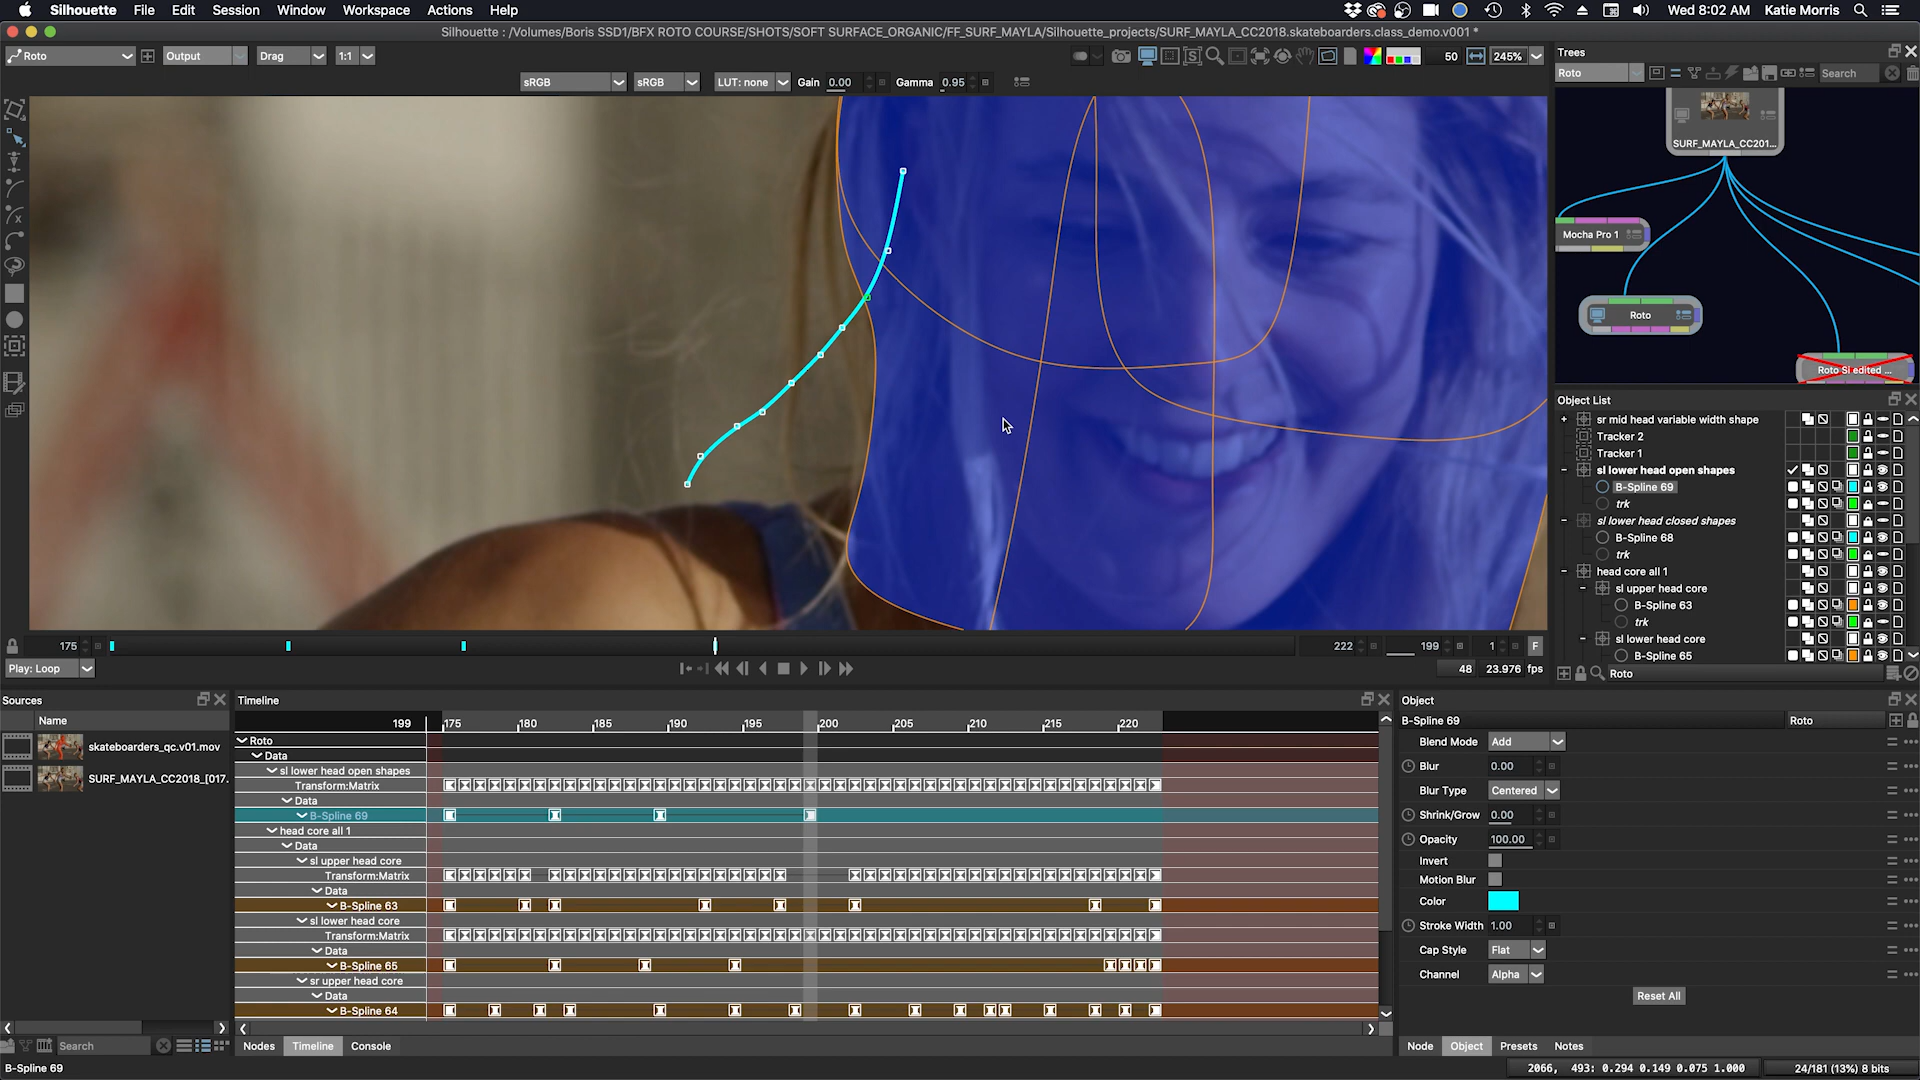 Silhouette File Edit Session Window Workspace Actions Help
Wed 8:02 AM Katie Morris
Silhouette : /Volumes/Boris SSD1/BFX ROTO COURSE/SHOTS/SOFT SURFACE_ORGANIC/FF_SURF_MAYLA/Silhouette_projects/SURF_MAYLA_CC2018.skateboarders.class_demo.v001 *
Roto Output Drag 1:1 50 245%
sRGB sRGB LUT: none Gain 0.00 Gamma 0.95
Trees
Roto Search
SURF_MAYLA_CC201...
Mocha Pro 1
Roto
Roto Sl edited ...
Object List
sr mid head variable width shape
Tracker 2
Tracker 1
sl lower head open shapes
B-Spline 69
trk
sl lower head closed shapes
B-Spline 68
trk
head core all 1
sl upper head core
B-Spline 63
trk
sl lower head core
B-Spline 65
Roto
175 222 199 1 F
Play: Loop 48 23.976 fps
Sources
Name
skateboarders_qc.v01.mov
SURF_MAYLA_CC2018_[017.
Search
Timeline
199 175 180 185 190 195 200 205 210 215 220
Roto
Data
sl lower head open shapes
Transform:Matrix
Data
B-Spline 69
head core all 1
Data
sl upper head core
Transform:Matrix
Data
B-Spline 63
sl lower head core
Transform:Matrix
Data
B-Spline 65
sr upper head core
Data
B-Spline 64
Nodes Timeline Console
Object
B-Spline 69 Roto
Blend Mode Add
Blur 0.00
Blur Type Centered
Shrink/Grow 0.00
Opacity 100.00
Invert
Motion Blur
Color
Stroke Width 1.00
Cap Style Flat
Channel Alpha
Reset All
Node Object Presets Notes
B-Spline 69
2066, 493: 0.294 0.149 0.075 1.000 24/181 (13%) 8 bits